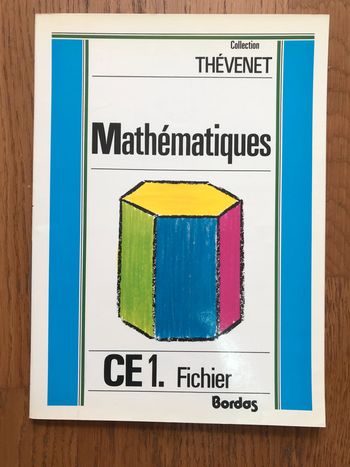 Collection
THÉVENET
Mathématiques
CE 1. Fichier
Bordas